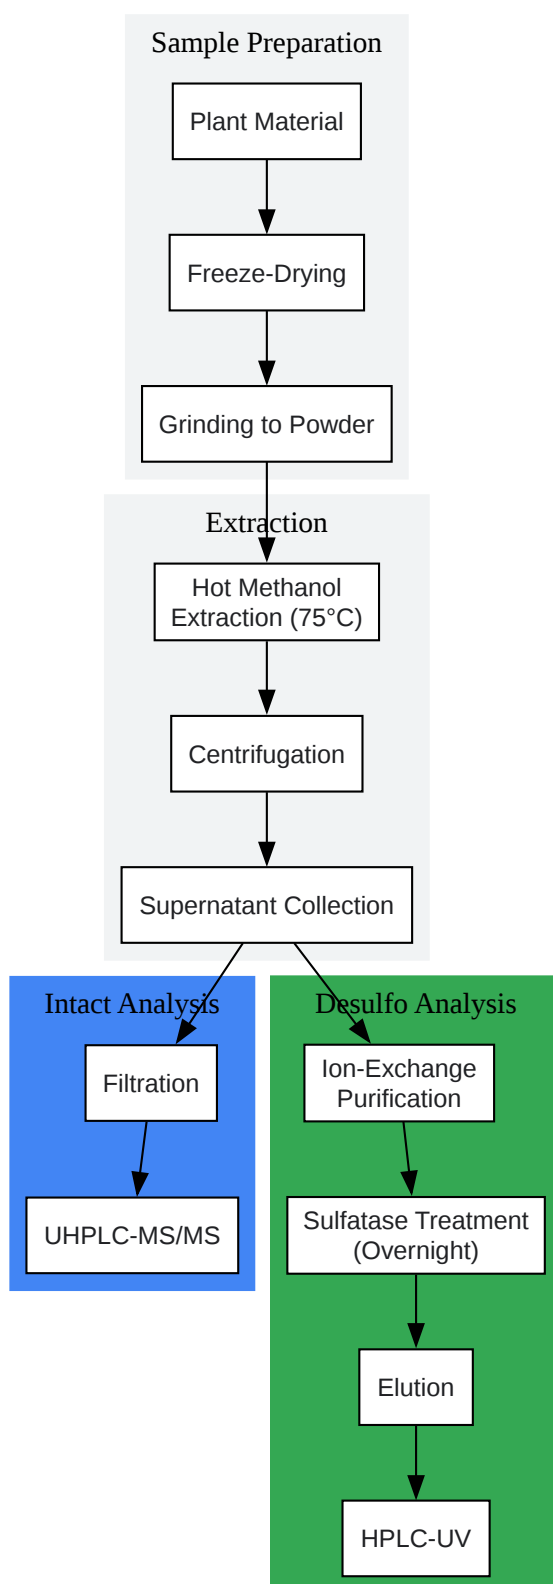 Sample Preparation
Plant Material
Freeze-Drying
Grinding to Powder
Extraction
Hot Methanol
Extraction (75°C)
Centrifugation
Supernatant Collection
Intact Analysis
Filtration
UHPLC-MS/MS
Desulfo Analysis
Ion-Exchange
Purification
Sulfatase Treatment
(Overnight)
Elution
HPLC-UV